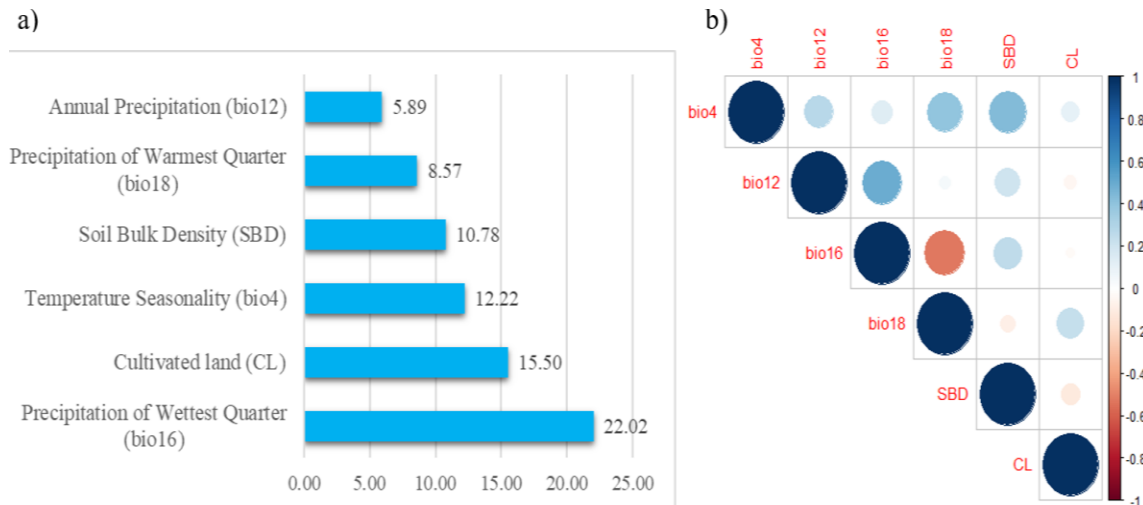 a)
Annual Precipitation (bio12)
5.89
Precipitation of Warmest Quarter
(bio18)
8.57
Soil Bulk Density (SBD)
10.78
Temperature Seasonality (bio4)
12.22
Cultivated land (CL)
15.50
Precipitation of Wettest Quarter
(bio16)
22.02
0.00 5.00 10.00 15.00 20.00 25.00
b)
bio4 bio12 bio16 bio18 SBD CL
bio4
bio12
bio16
bio18
SBD
CL
1
0.8
0.6
0.4
0.2
0
-0.2
-0.4
-0.6
-0.8
-1